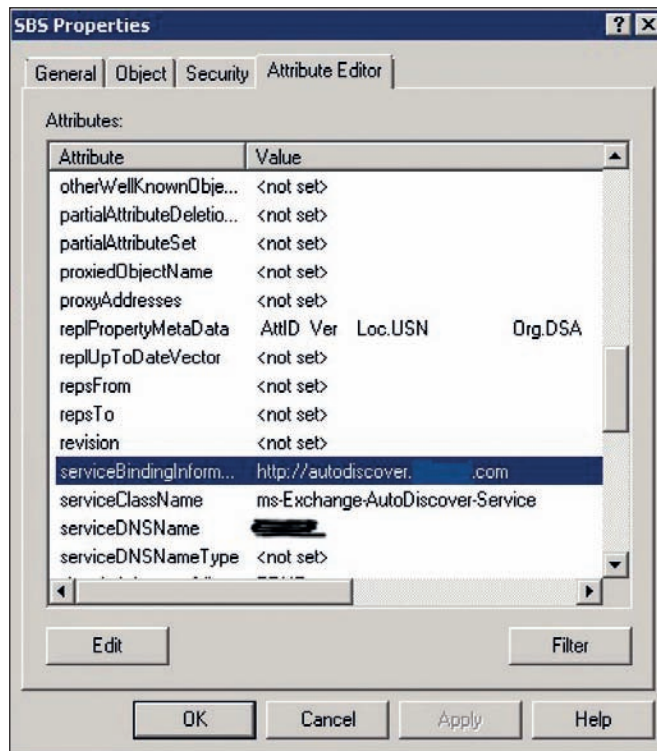 SBS Properties
General Object Security Attribute Editor
Attributes:
Attribute Value
otherWellKnownObje... <not set>
partialAttributeDeletio... <not set>
partialAttributeSet <not set>
proxiedObjectName <not set>
proxyAddresses <not set>
replPropertyMetaData AttID Ver Loc.USN Org.DSA
replUpToDateVector <not set>
repsFrom <not set>
repsTo <not set>
revision <not set>
serviceBindingInform... http://autodiscover. .com
serviceClassName ms-Exchange-AutoDiscover-Service
serviceDNSName
serviceDNSNameType <not set>
Edit Filter
OK Cancel Apply Help